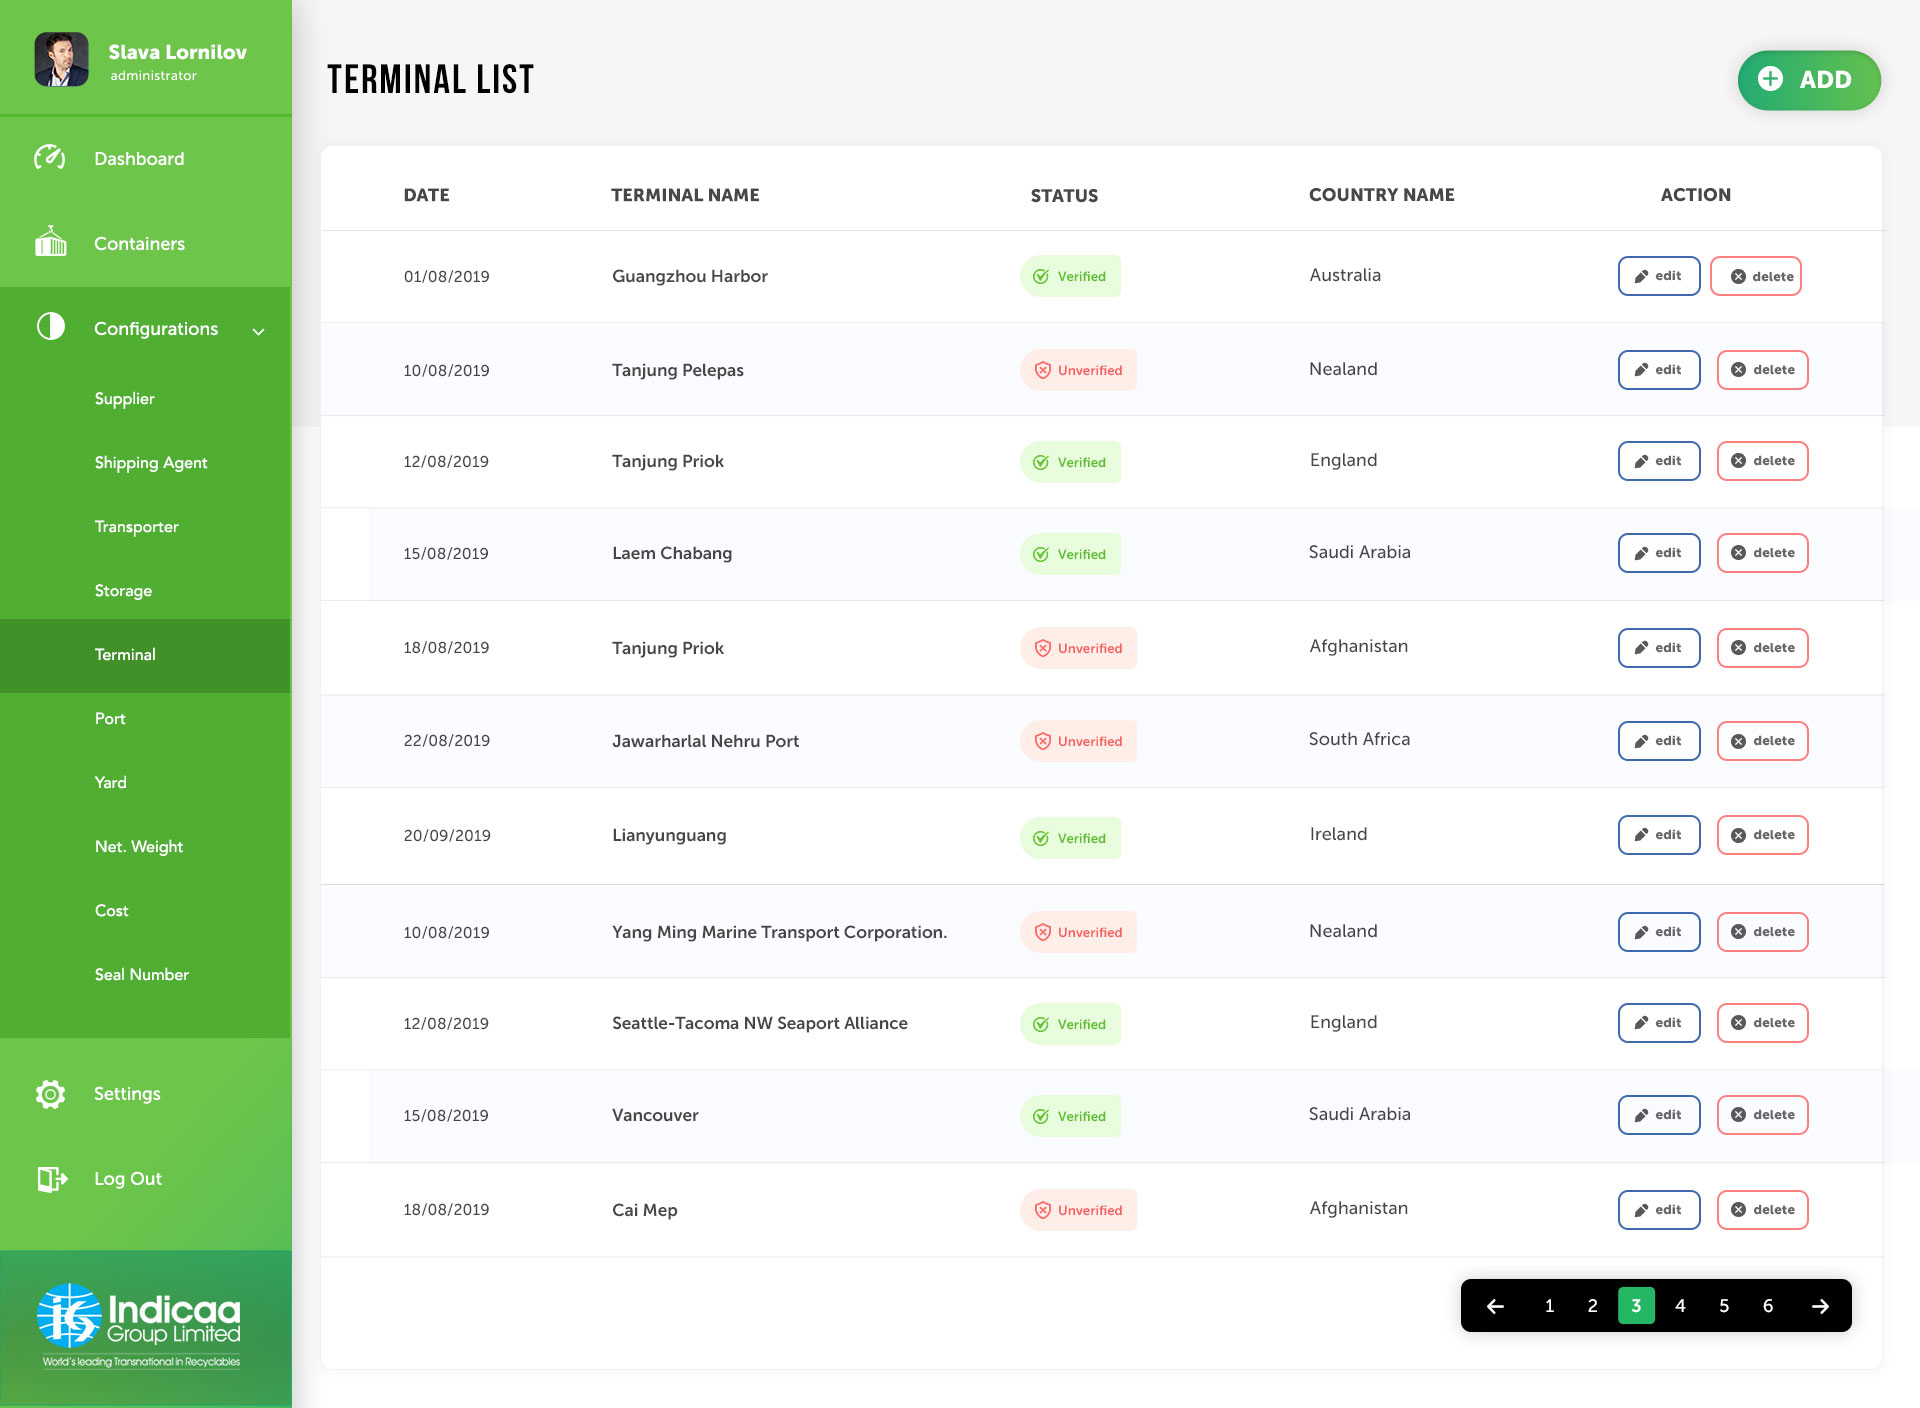 Slava Lornilov
administrator
Dashboard
Containers
Configurations
Supplier
Shipping Agent
Transporter
Storage
Terminal
Port
Yard
Net. Weight
Cost
Seal Number
Settings
Log Out
iks Indicaa
Group Limited
World's leading Transnational in Recyclables
TERMINAL LIST
ADD
DATE TERMINAL NAME STATUS COUNTRY NAME ACTION
01/08/2019 Guangzhou Harbor Verified Australia edit delete
10/08/2019 Tanjung Pelepas Unverified Nealand edit delete
12/08/2019 Tanjung Priok Verified England edit delete
15/08/2019 Laem Chabang Verified Saudi Arabia edit delete
18/08/2019 Tanjung Priok Unverified Afghanistan edit delete
22/08/2019 Jawarharlal Nehru Port Unverified South Africa edit delete
20/09/2019 Lianyunguang Verified Ireland edit delete
10/08/2019 Yang Ming Marine Transport Corporation. Unverified Nealand edit delete
12/08/2019 Seattle-Tacoma NW Seaport Alliance Verified England edit delete
15/08/2019 Vancouver Verified Saudi Arabia edit delete
18/08/2019 Cai Mep Unverified Afghanistan edit delete
1 2 3 4 5 6